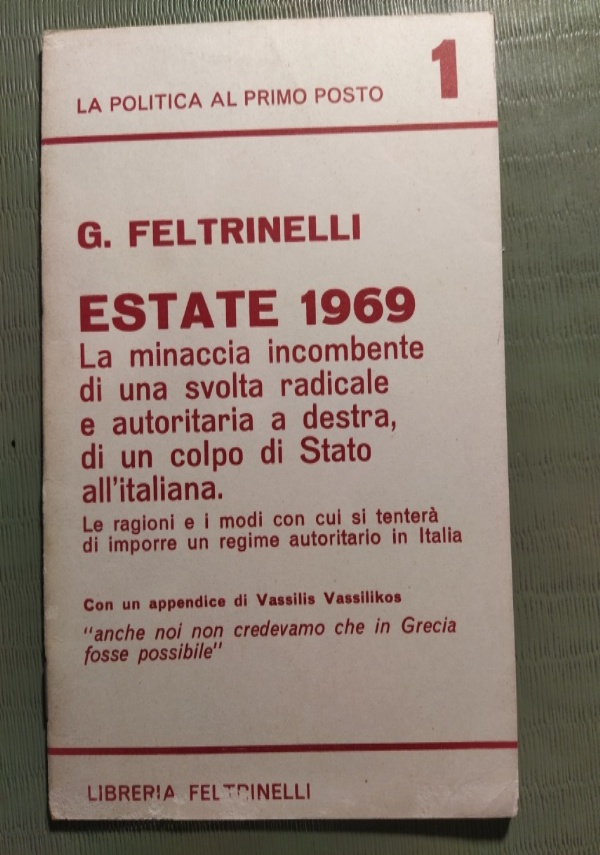 LA POLITICA AL PRIMO POSTO 1
G. FELTRINELLI
ESTATE 1969
La minaccia incombente
di una svolta radicale
e autoritaria a destra,
di un colpo di Stato
all'italiana.
Le ragioni e i modi con cui si tenterà
di imporre un regime autoritario in Italia
Con un appendice di Vassilis Vassilikos
"anche noi non credevamo che in Grecia
fosse possibile"
LIBRERIA FELTRINELLI